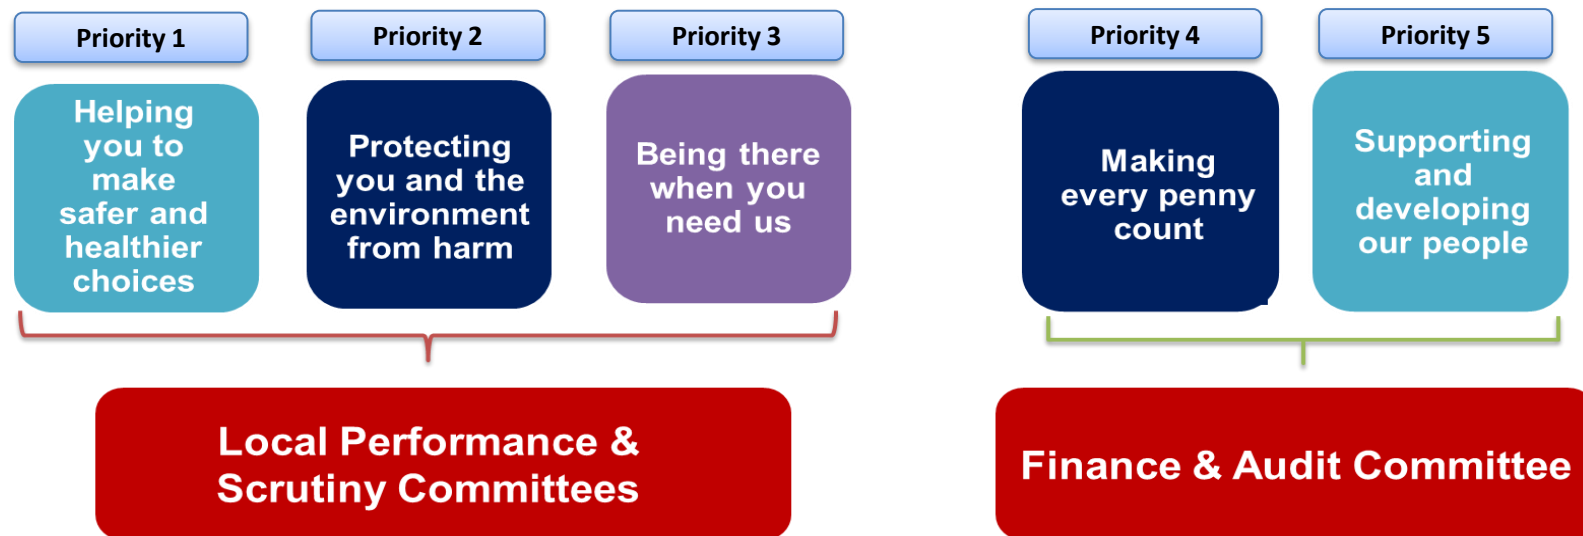 Priority 1
Priority 2
Priority 3
Priority 4
Priority 5
Helping
you to
make
safer and
healthier
choices
Protecting
you and the
environment
from harm
Being there
when you
need us
Making
every penny
count
Supporting
and
developing
our people
Local Performance &
Scrutiny Committees
Finance & Audit Committee